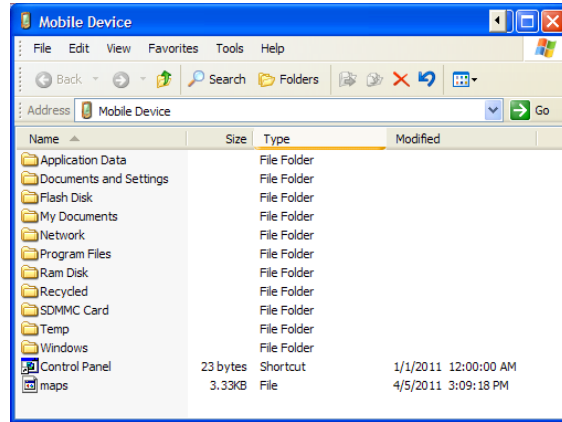 Mobile Device
File Edit View Favorites Tools Help
Back Search Folders
Address Mobile Device Go
Name Size Type Modified
Application Data File Folder
Documents and Settings File Folder
Flash Disk File Folder
My Documents File Folder
Network File Folder
Program Files File Folder
Ram Disk File Folder
Recycled File Folder
SDMMC Card File Folder
Temp File Folder
Windows File Folder
Control Panel 23 bytes Shortcut 1/1/2011 12:00:00 AM
maps 3.33KB File 4/5/2011 3:09:18 PM